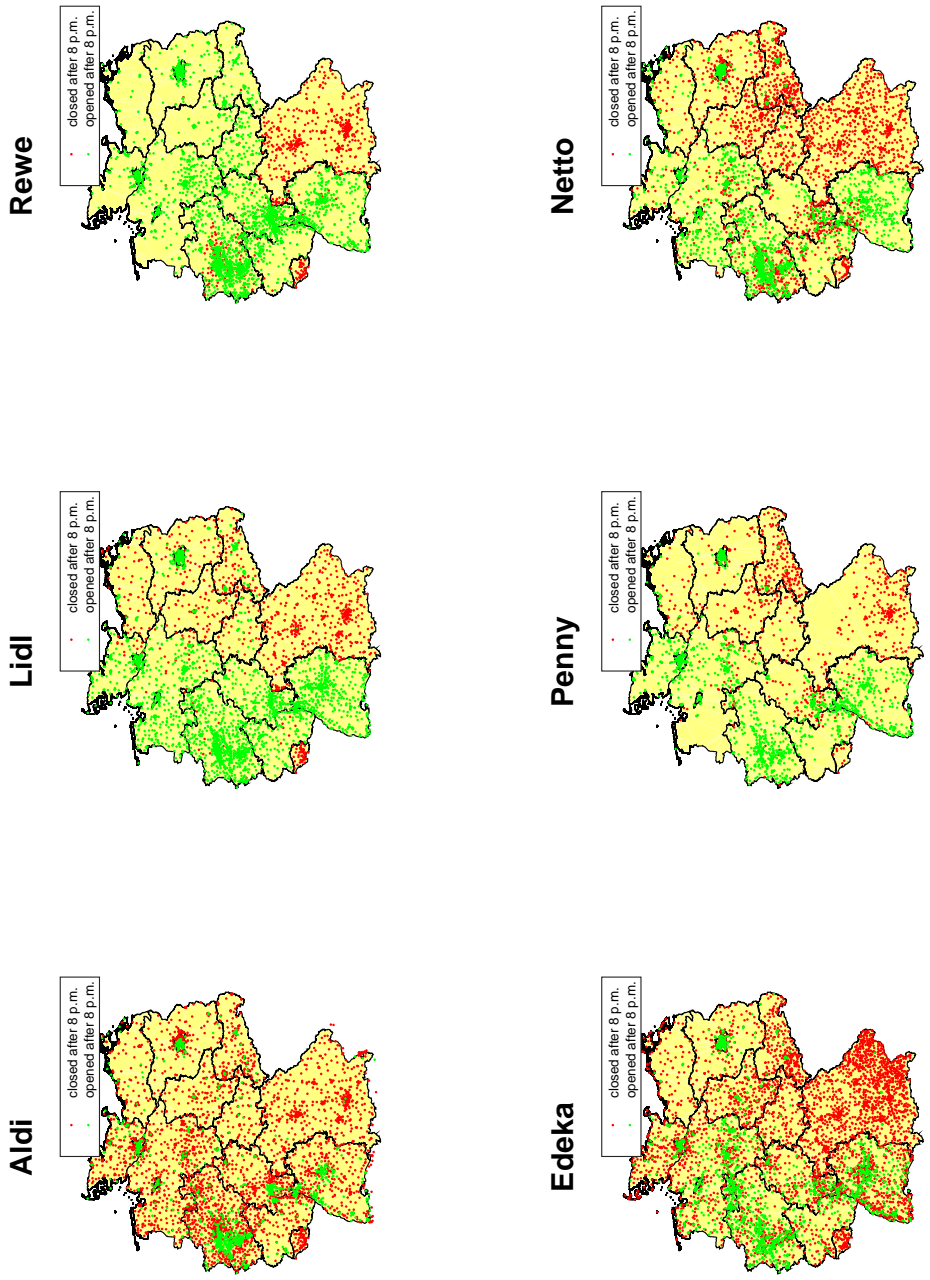 Aldi
closed after 8 p.m.
opened after 8 p.m.
Lidl
closed after 8 p.m.
opened after 8 p.m.
Rewe
closed after 8 p.m.
opened after 8 p.m.
Edeka
closed after 8 p.m.
opened after 8 p.m.
Penny
closed after 8 p.m.
opened after 8 p.m.
Netto
closed after 8 p.m.
opened after 8 p.m.